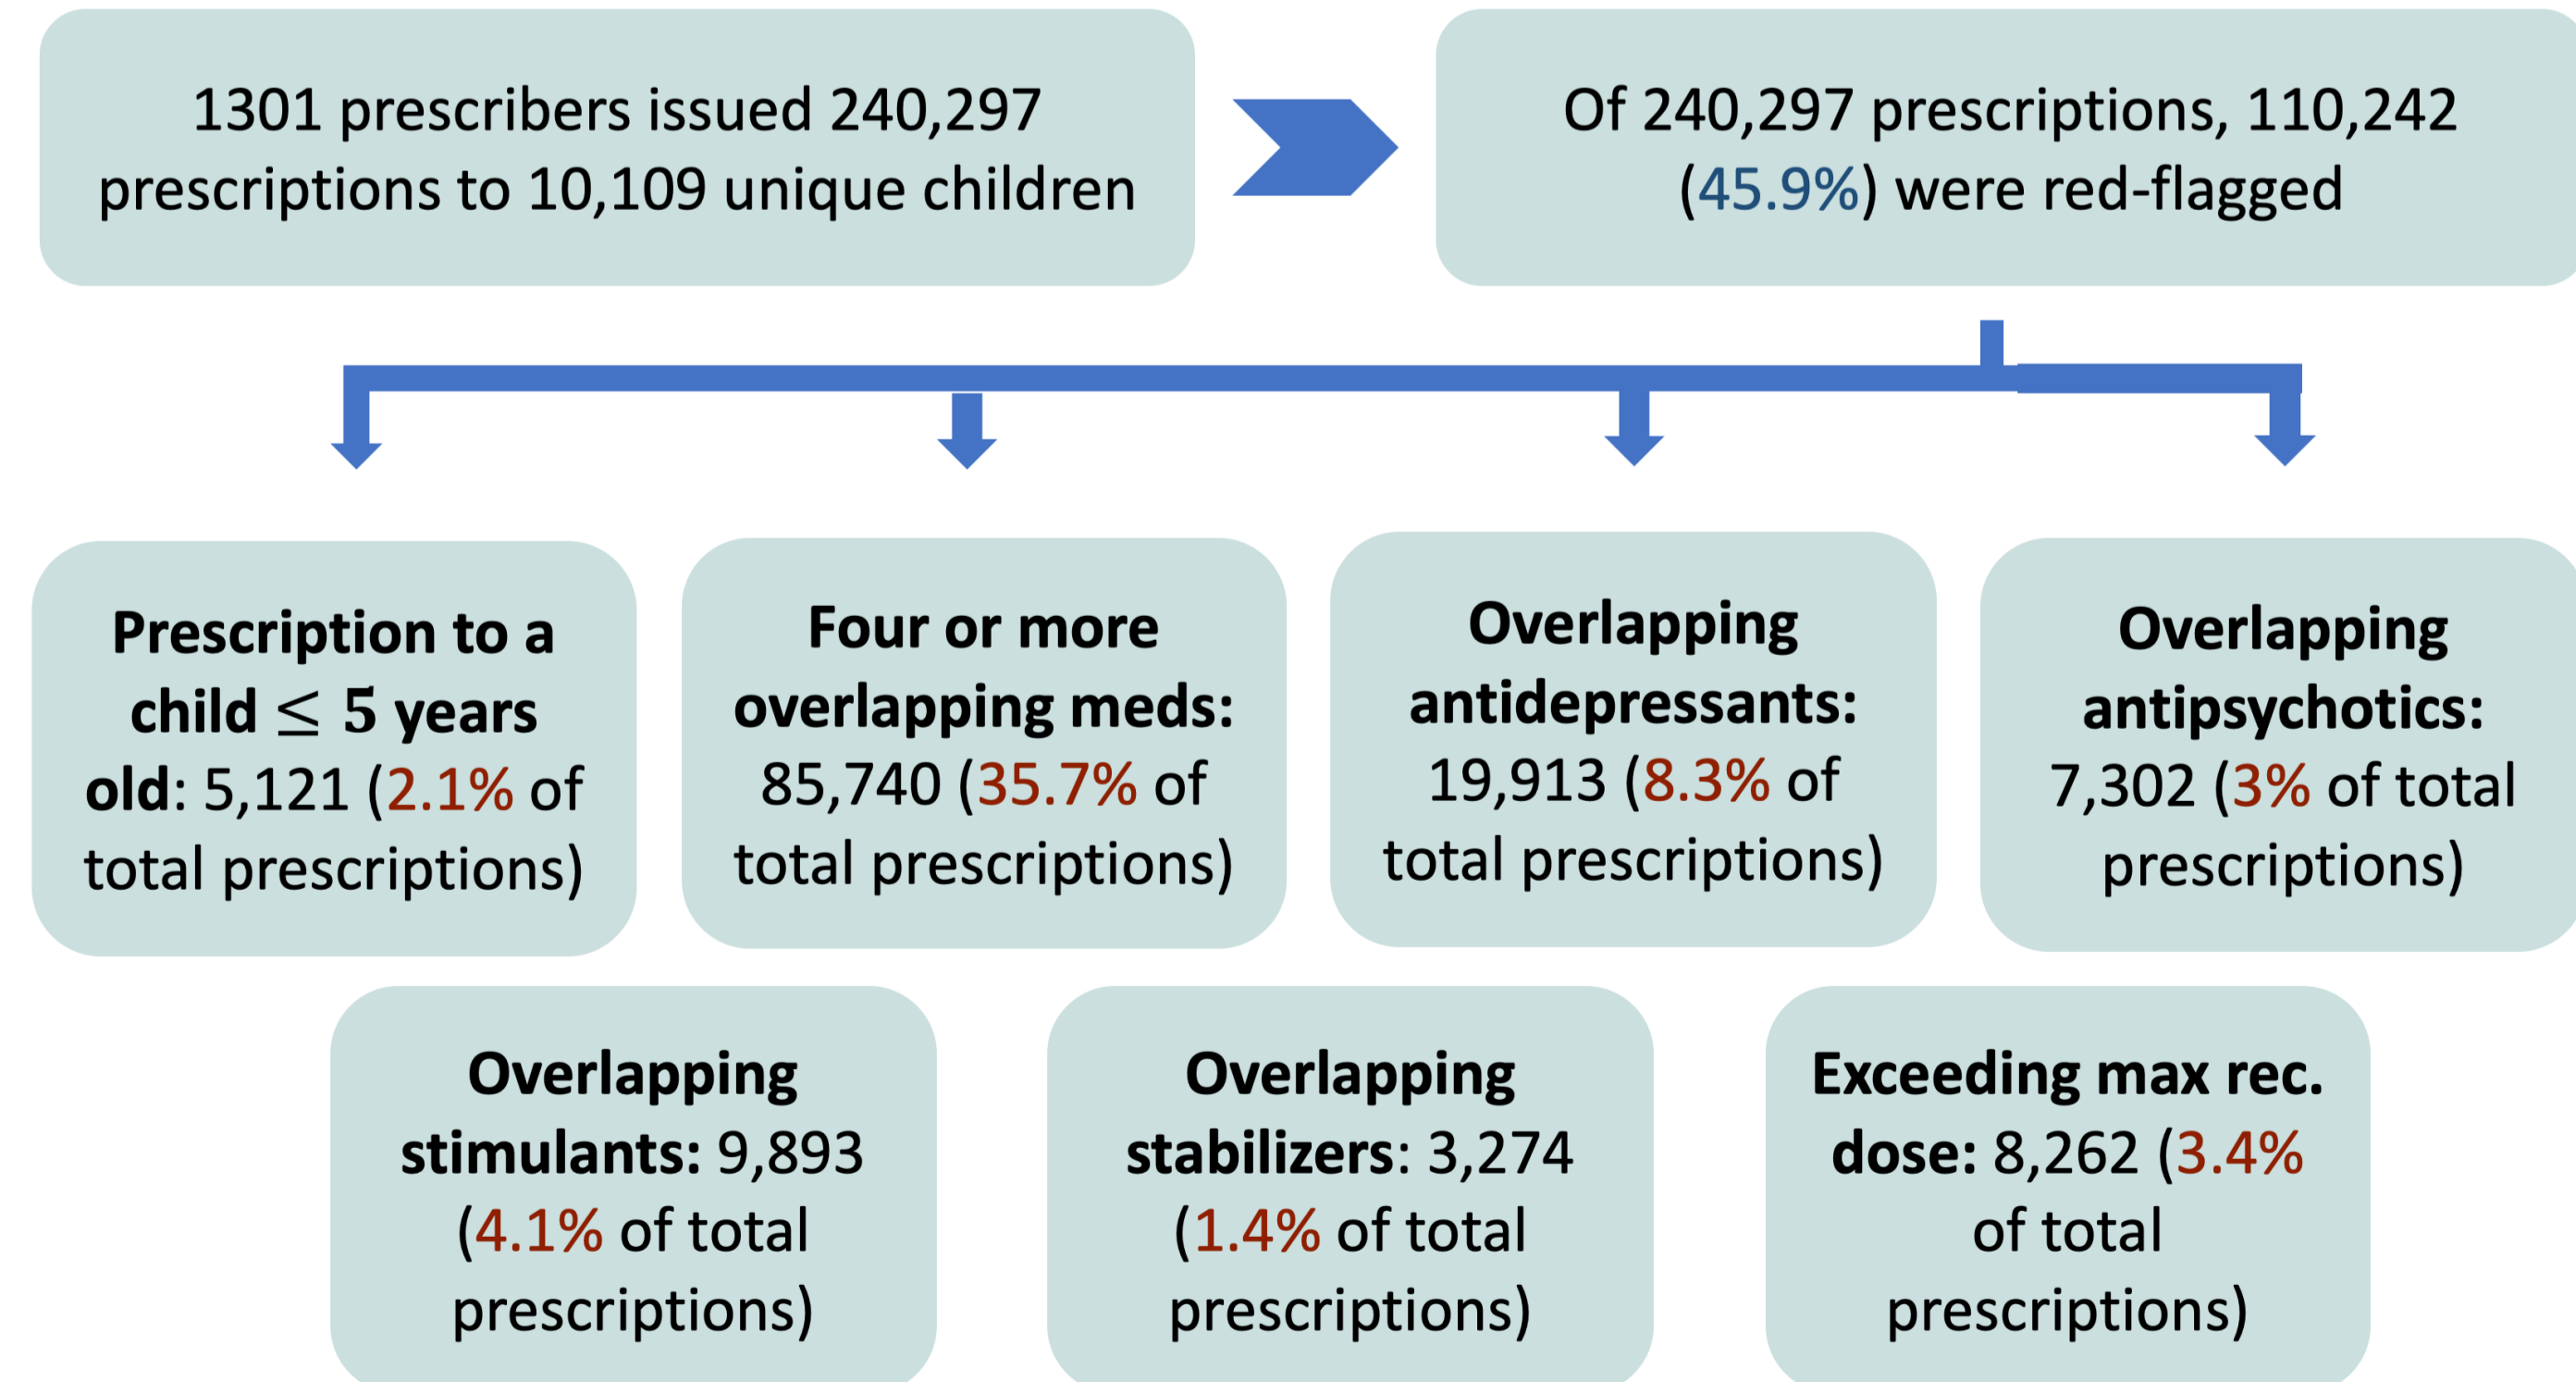 1301 prescribers issued 240,297
prescriptions to 10,109 unique children
Of 240,297 prescriptions, 110,242
(45.9%) were red-flagged
Prescription to a
child ≤ 5 years
old: 5,121 (2.1% of
total prescriptions)
Four or more
overlapping meds:
85,740 (35.7% of
total prescriptions)
Overlapping
antidepressants:
19,913 (8.3% of
total prescriptions)
Overlapping
antipsychotics:
7,302 (3% of total
prescriptions)
Overlapping
stimulants: 9,893
(4.1% of total
prescriptions)
Overlapping
stabilizers: 3,274
(1.4% of total
prescriptions)
Exceeding max rec.
dose: 8,262 (3.4%
of total
prescriptions)